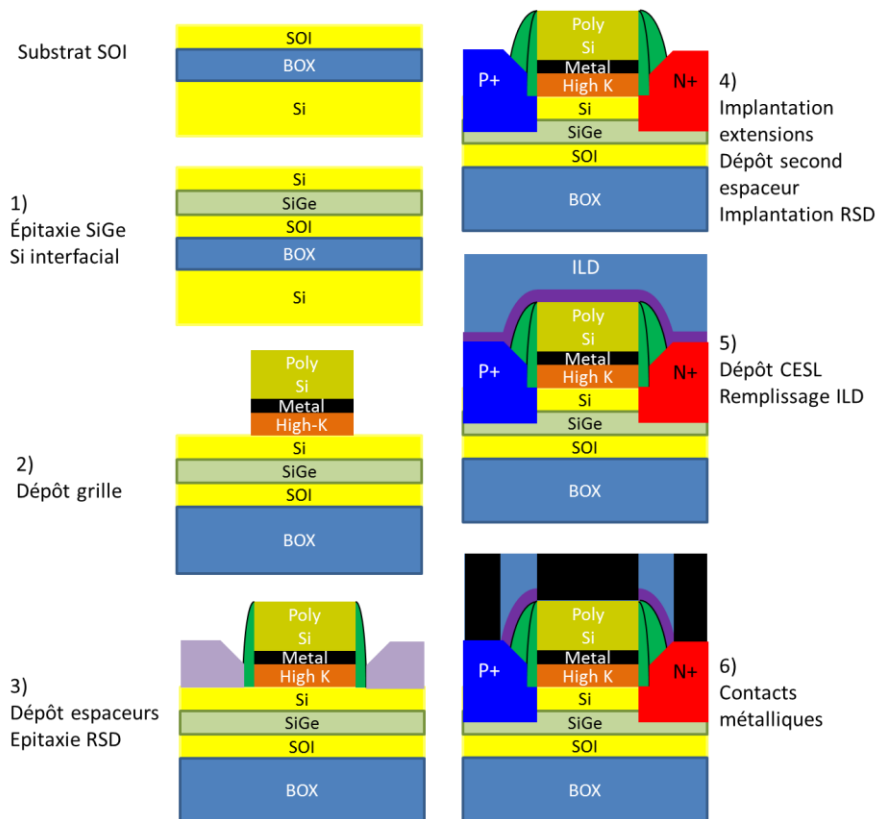 Substrat SOI
SOI
BOX
Si
1)
Épitaxie SiGe
Si interfacial
Si
SiGe
SOI
BOX
Si
2)
Dépôt grille
Poly
Si
Metal
High-K
Si
SiGe
SOI
BOX
3)
Dépôt espaceurs
Epitaxie RSD
Poly
Si
Metal
High K
Si
SiGe
SOI
BOX
4)
Implantation
extensions
Dépôt second
espaceur
Implantation RSD
Poly
Si
Metal
High K
P+
N+
Si
SiGe
SOI
BOX
5)
Dépôt CESL
Remplissage ILD
ILD
Poly
Si
Metal
High K
P+
N+
Si
SiGe
SOI
BOX
6)
Contacts
métalliques
Poly
Si
Metal
High K
P+
N+
Si
SiGe
SOI
BOX